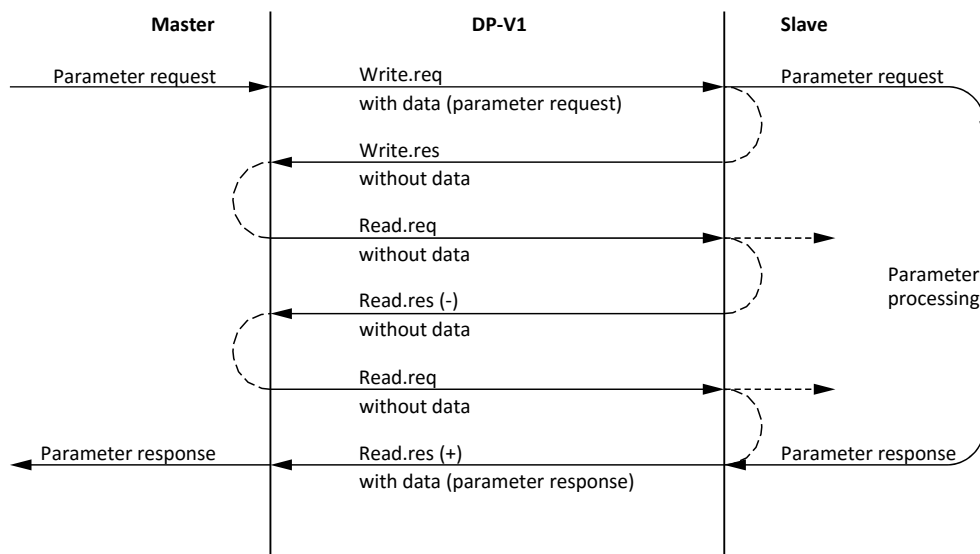 Master
DP-V1
Slave
Parameter request
Write.req
with data (parameter request)
Parameter request
Write.res
without data
Read.req
without data
Parameter
processing
Read.res (-)
without data
Read.req
without data
Parameter response
Read.res (+)
with data (parameter response)
Parameter response